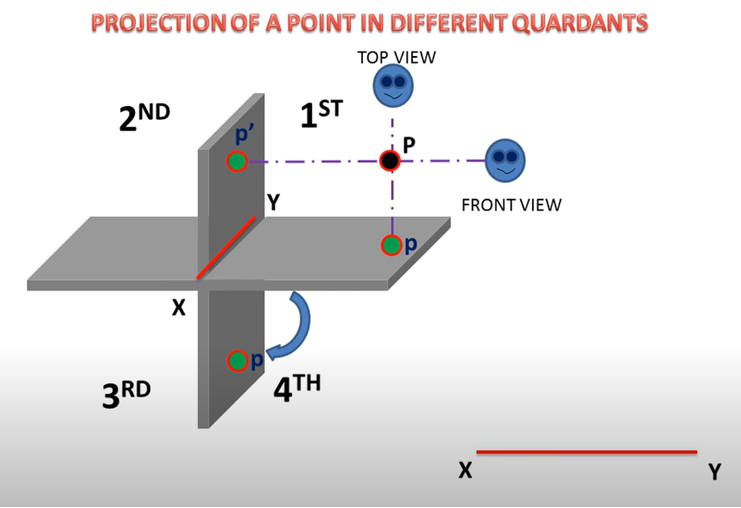 PROJECTION OF A POINT IN DIFFERENT QUARDANTS
TOP VIEW
2ND
1ST
p’
P
Y
FRONT VIEW
p
X
p
3RD
4TH
X
Y